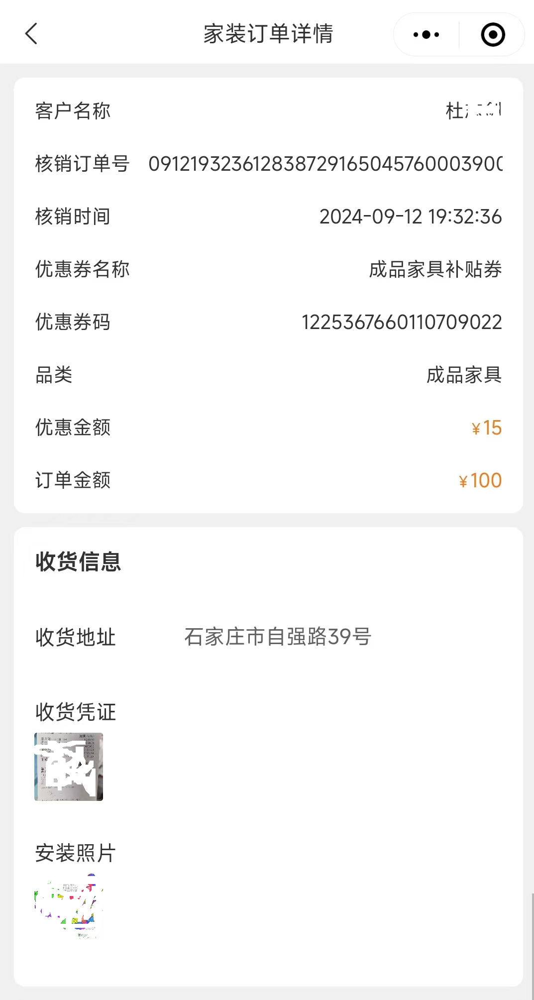 家装订单详情
客户名称 杜
核销订单号 091219323612838729165045760003900
核销时间 2024-09-12 19:32:36
优惠券名称 成品家具补贴券
优惠券码 1225367660110709022
品类 成品家具
优惠金额 ¥15
订单金额 ¥100
收货信息
收货地址 石家庄市自强路39号
收货凭证
安装照片